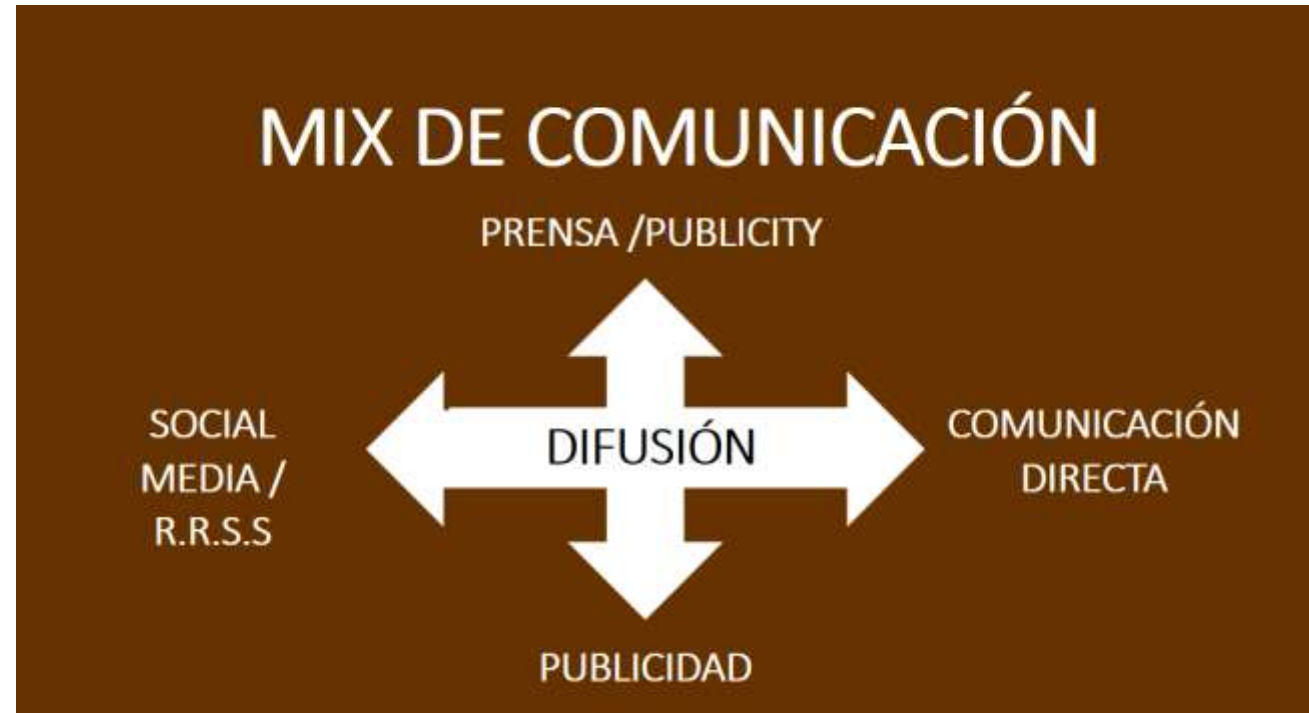 MIX DE COMUNICACIÓN
PRENSA /PUBLICITY
SOCIAL
MEDIA /
R.R.S.S
DIFUSIÓN
COMUNICACIÓN
DIRECTA
PUBLICIDAD